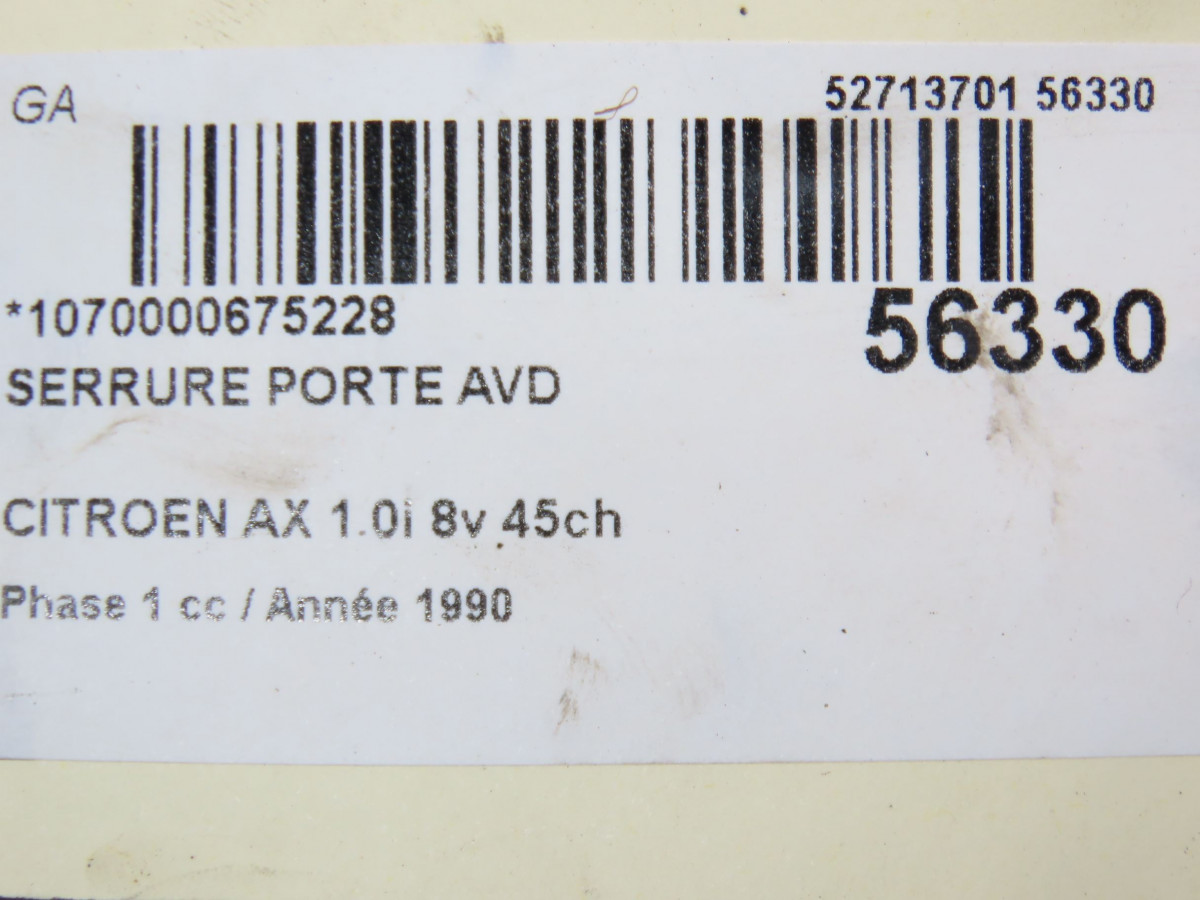 GA
52713701 56330
*1070000675228
56330
SERRURE PORTE AVD
CITROEN AX 1.0i 8v 45ch
Phase 1 cc / Année 1990